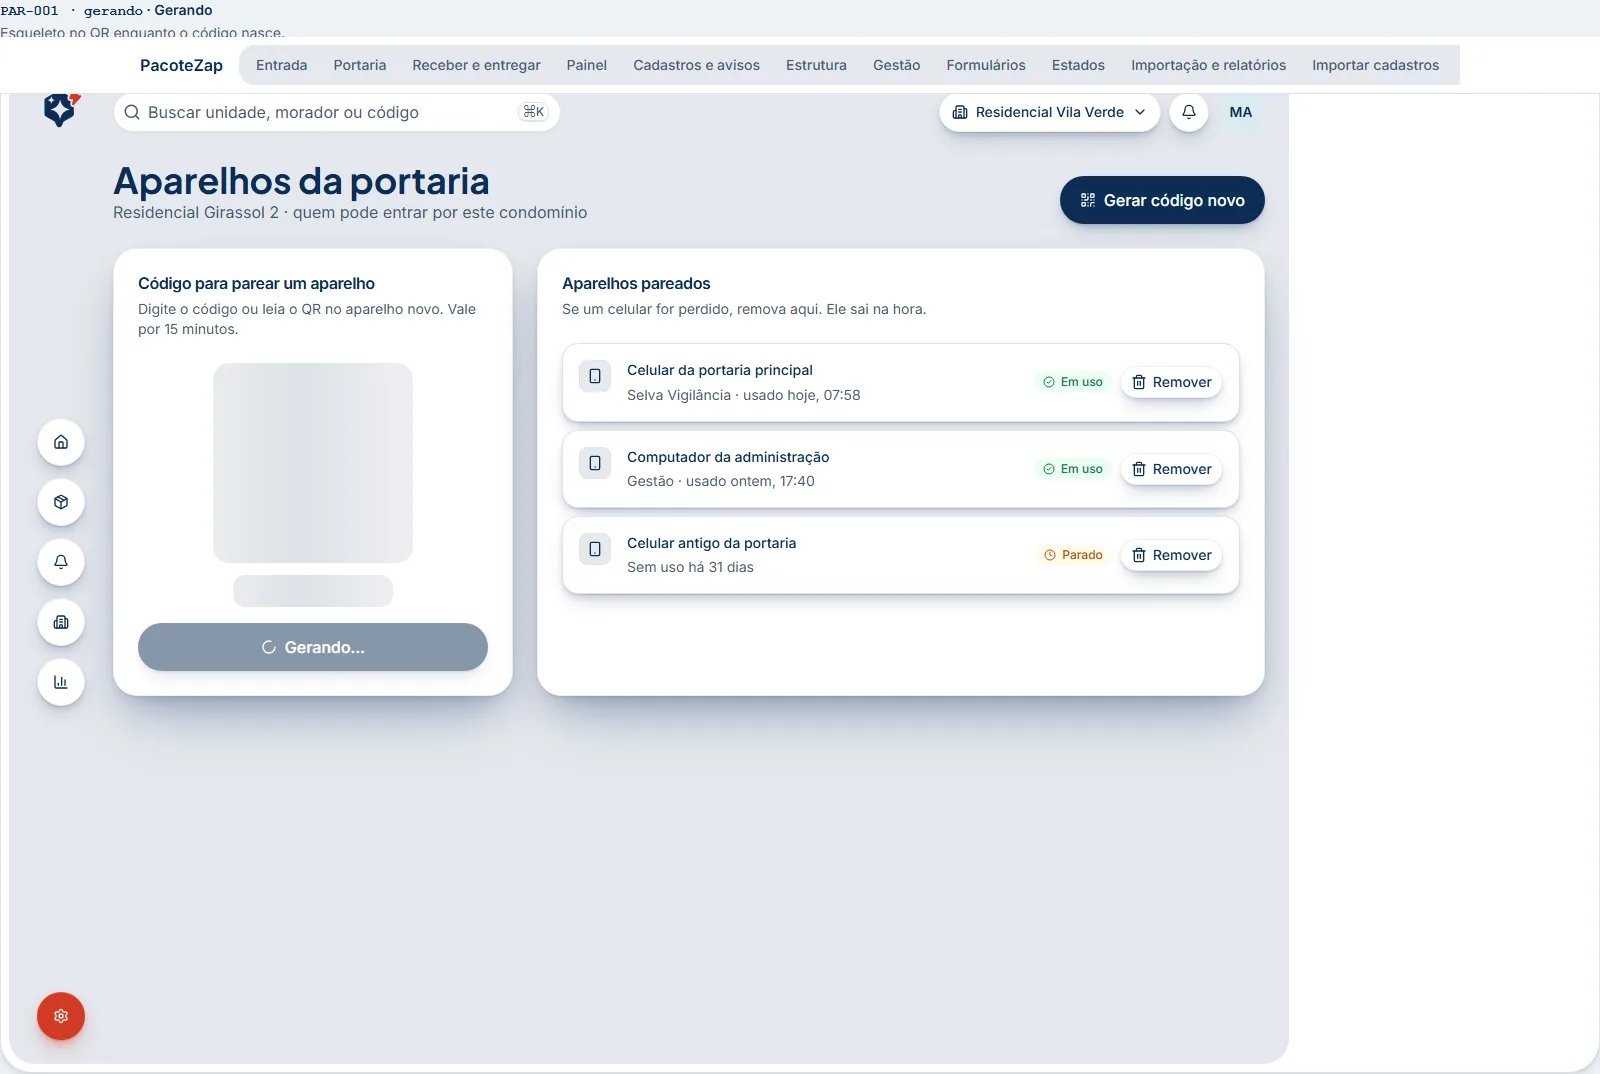 PAR-001 · gerando · Gerando
Esqueleto no QR enquanto o código nasce.
PacoteZap
Entrada
Portaria
Receber e entregar
Painel
Cadastros e avisos
Estrutura
Gestão
Formulários
Estados
Importação e relatórios
Importar cadastros
Buscar unidade, morador ou código
⌘K
Residencial Vila Verde
MA
Aparelhos da portaria
Residencial Girassol 2 · quem pode entrar por este condomínio
Gerar código novo
Código para parear um aparelho
Digite o código ou leia o QR no aparelho novo. Vale
por 15 minutos.
Gerando...
Aparelhos pareados
Se um celular for perdido, remova aqui. Ele sai na hora.
Celular da portaria principal
Selva Vigilância · usado hoje, 07:58
Em uso
Remover
Computador da administração
Gestão · usado ontem, 17:40
Em uso
Remover
Celular antigo da portaria
Sem uso há 31 dias
Parado
Remover